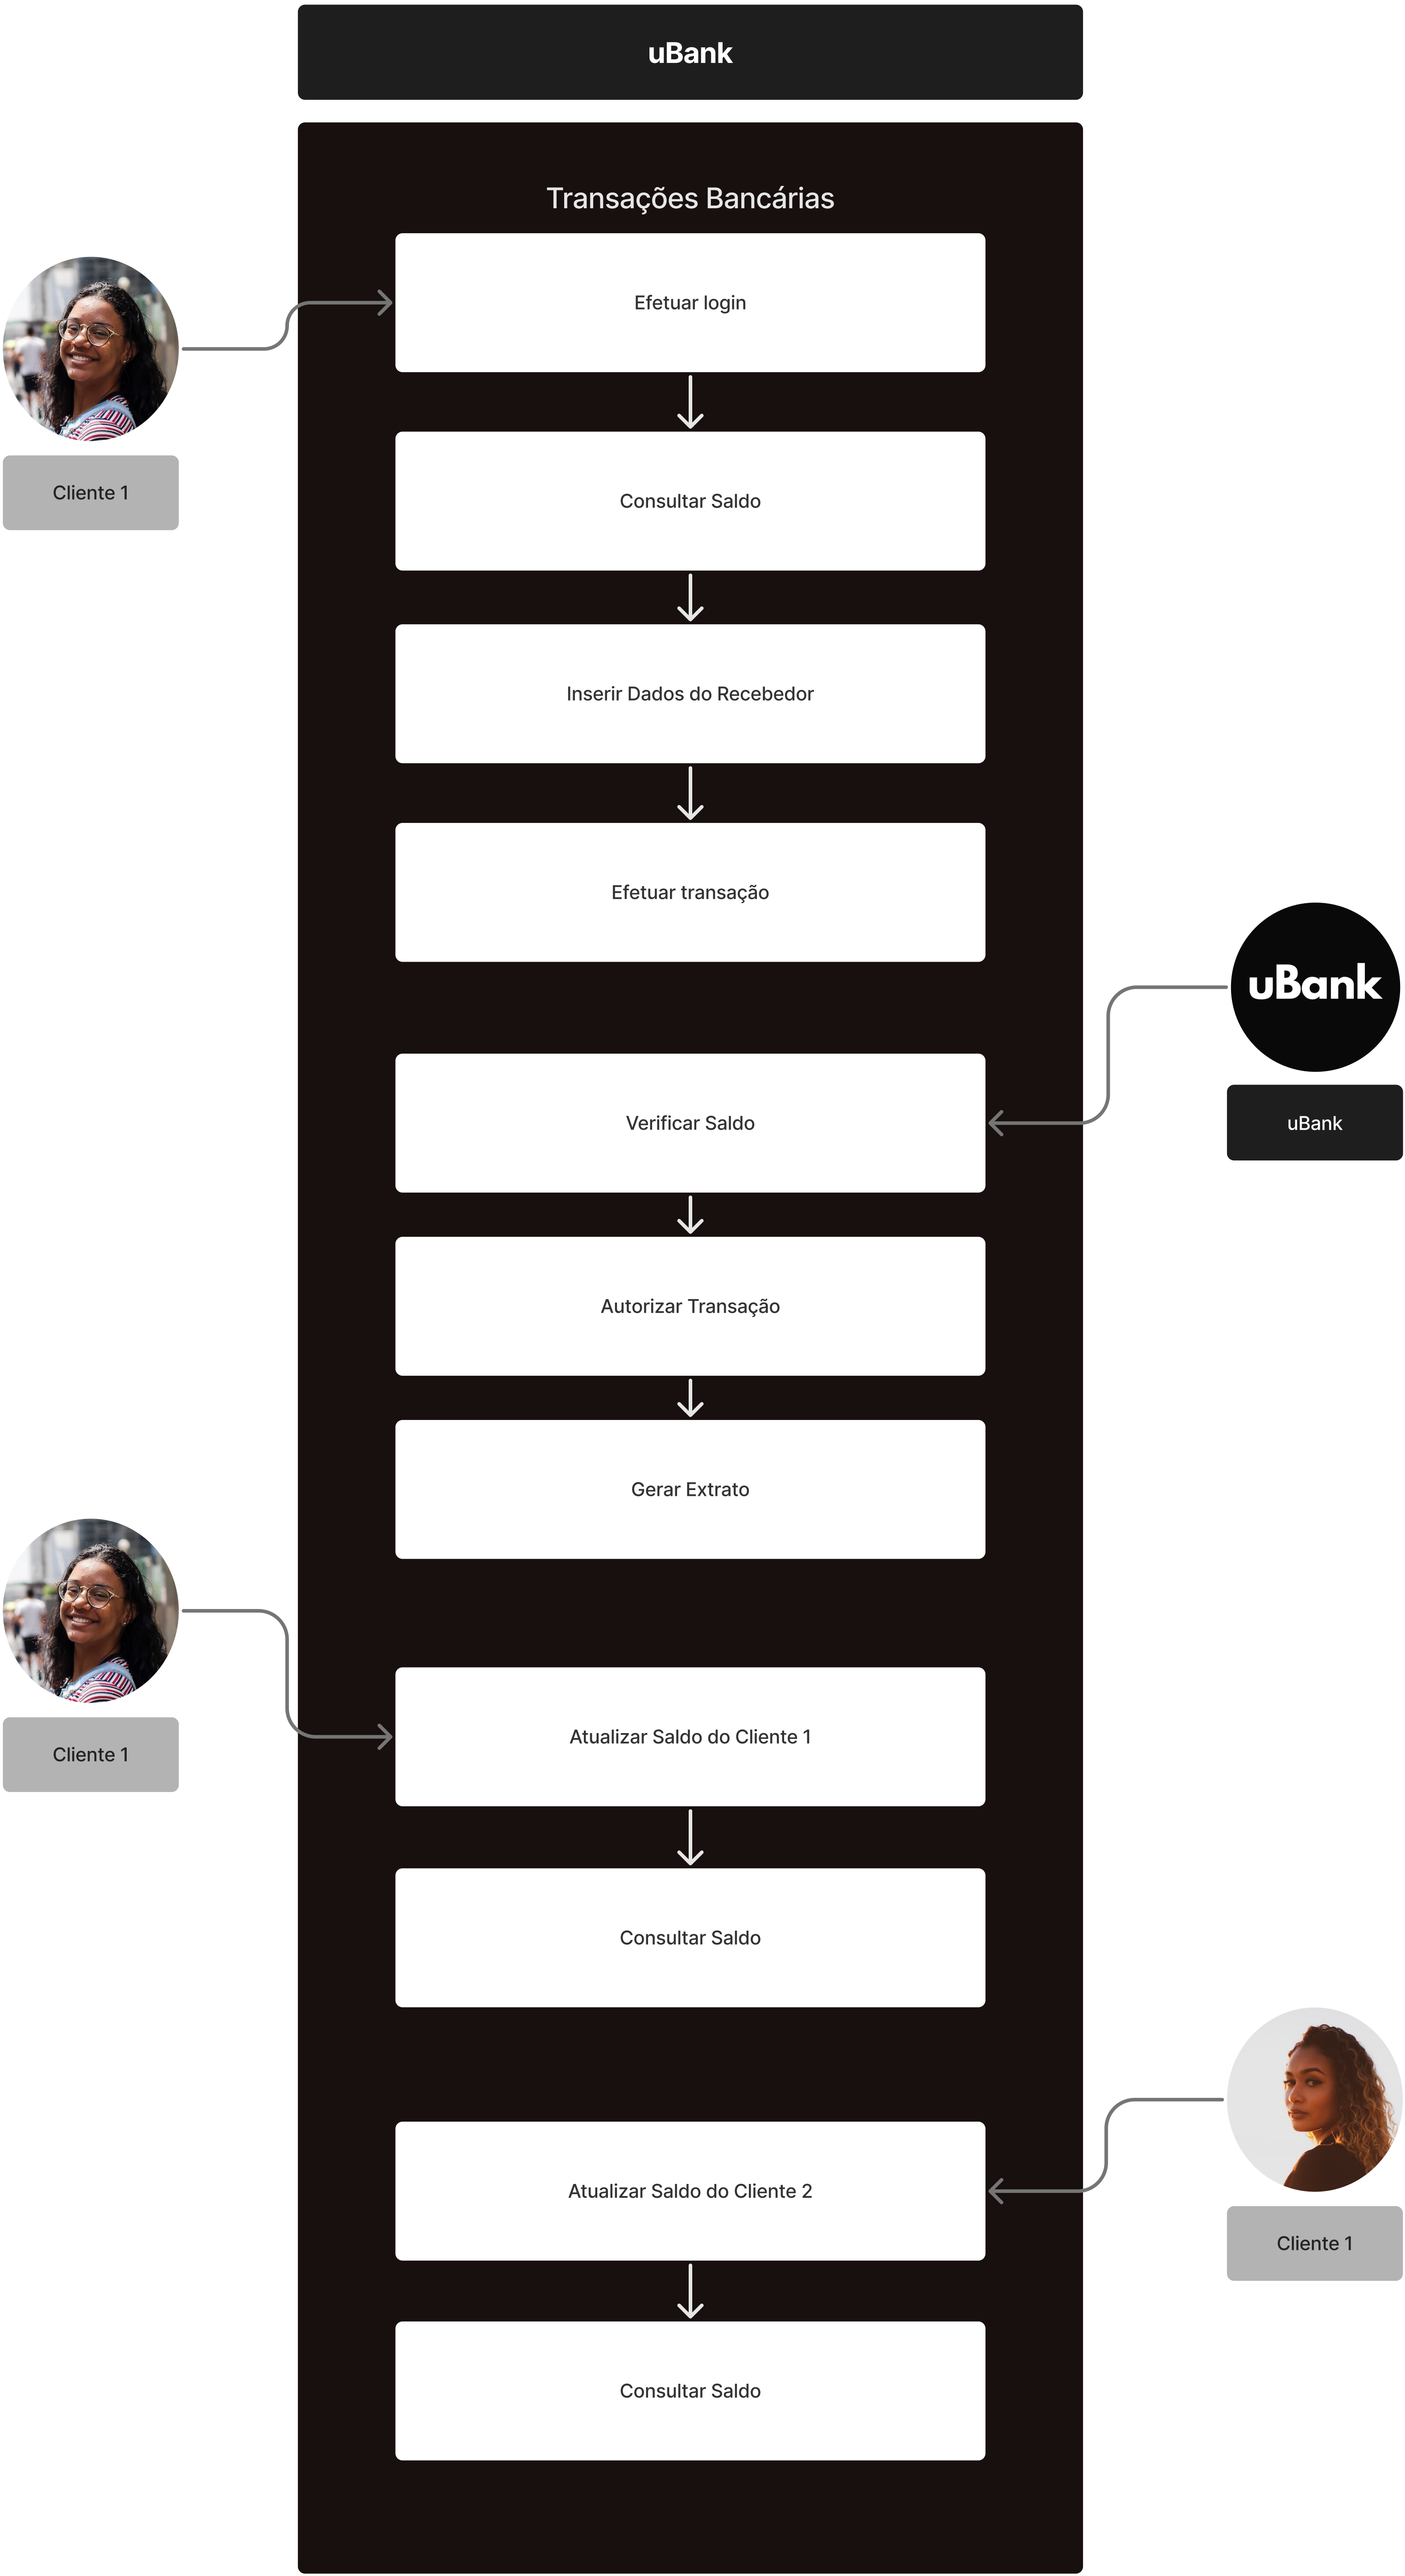 uBank
Transações Bancárias
Efetuar login
Cliente 1
Consultar Saldo
Inserir Dados do Recebedor
Efetuar transação
uBank
Verificar Saldo
uBank
Autorizar Transação
Gerar Extrato
Atualizar Saldo do Cliente 1
Cliente 1
Consultar Saldo
Atualizar Saldo do Cliente 2
Cliente 1
Consultar Saldo